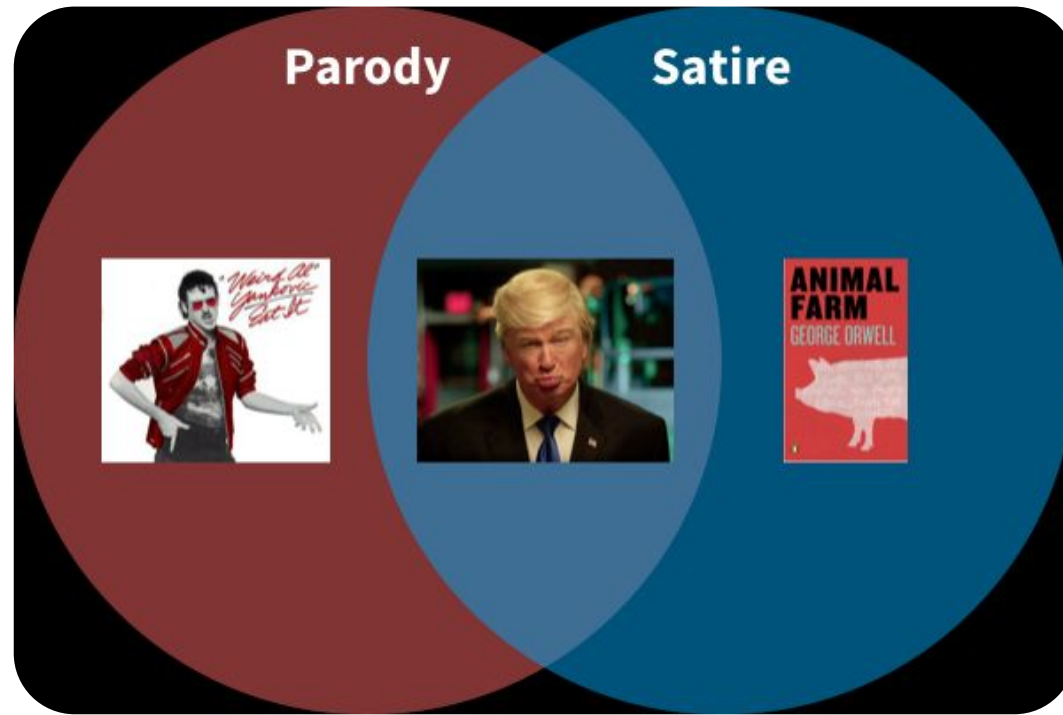 Parody
Satire
"Weird Al"
Yankovic
Eat It
ANIMAL
FARM
GEORGE ORWELL